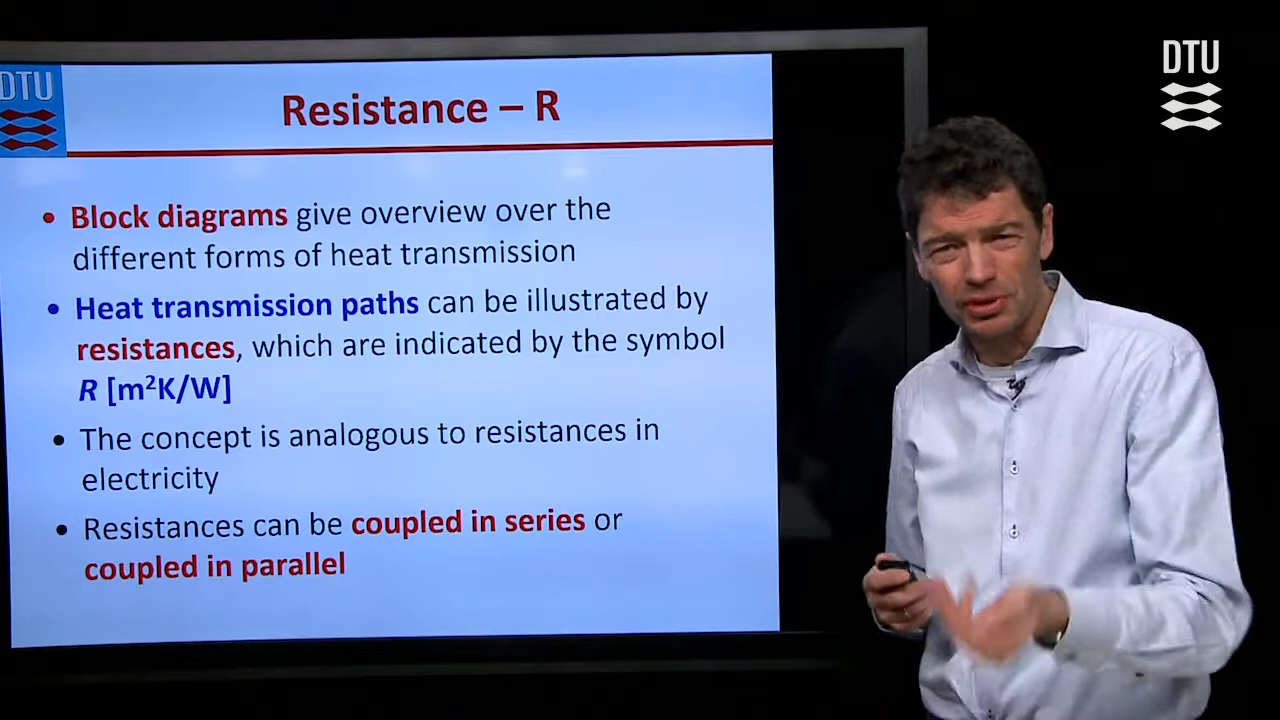 DTU
DTU
Resistance – R
• Block diagrams give overview over the
different forms of heat transmission
• Heat transmission paths can be illustrated by
resistances, which are indicated by the symbol
R [m²K/W]
• The concept is analogous to resistances in
electricity
• Resistances can be coupled in series or
coupled in parallel